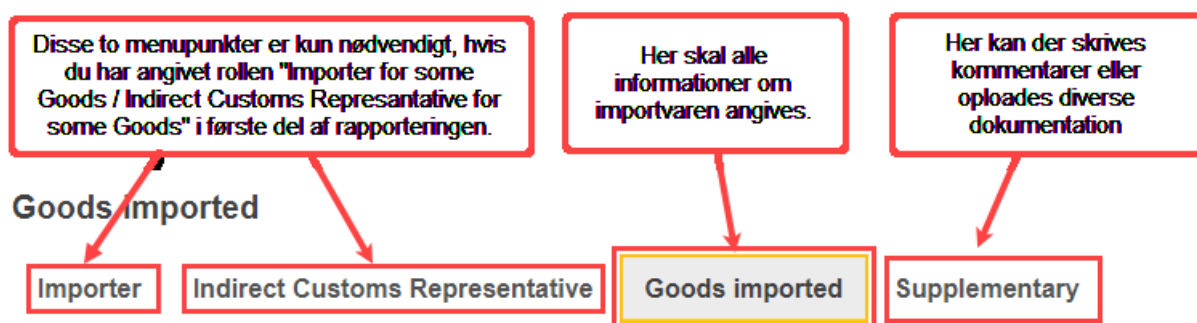 Disse to menupunkter er kun nødvendigt, hvis
du har angivet rollen "Importer for some
Goods / Indirect Customs Represantative for
some Goods" i første del af rapporteringen.
Her skal alle
informationer om
importvaren angives.
Her kan der skrives
kommentarer eller
oploades diverse
dokumentation
Goods imported
Importer
Indirect Customs Representative
Goods imported
Supplementary